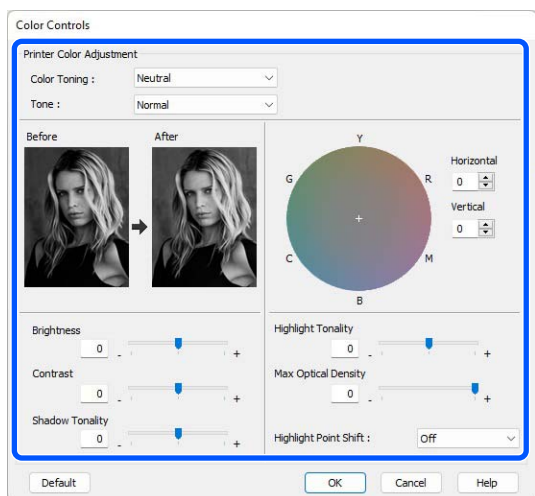 Color Controls
Printer Color Adjustment
Color Toning : Neutral
Tone : Normal
Before After
Y
G R
C M
B
Horizontal
0
Vertical
0
Brightness
0 - +
Contrast
0 - +
Shadow Tonality
0 - +
Highlight Tonality
0 - +
Max Optical Density
0 - +
Highlight Point Shift : Off
Default OK Cancel Help